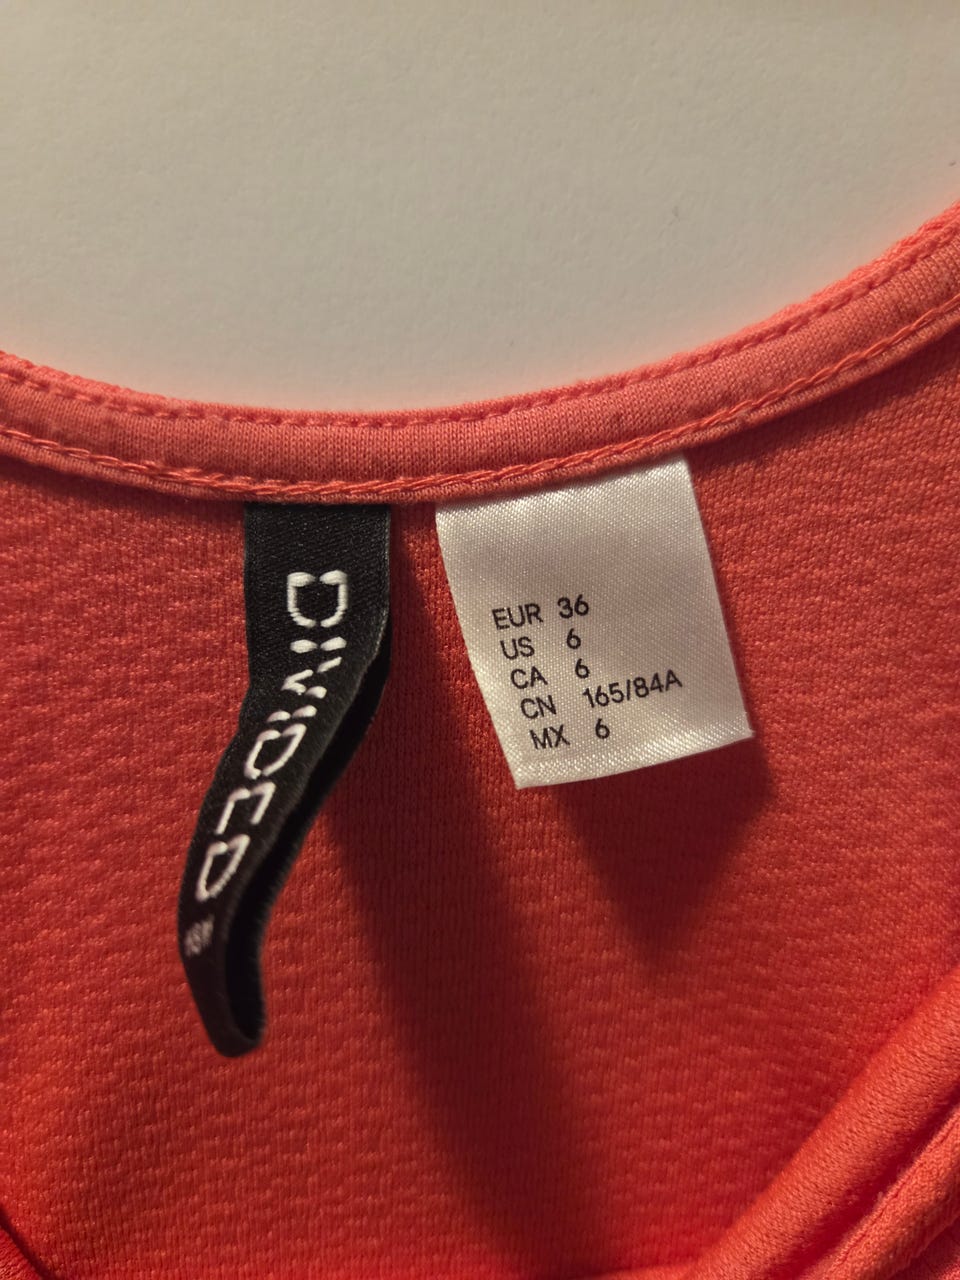 DIVIDED
EUR 36
US 6
CA 6
CN 165/84A
MX 6